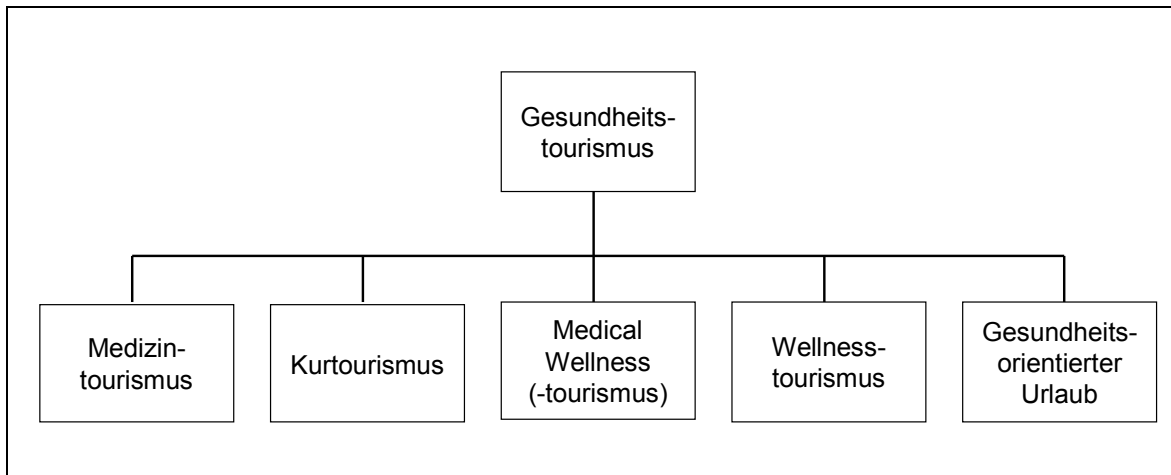 Gesundheits-
tourismus
Medizin-
tourismus
Kurtourismus
Medical
Wellness
(-tourismus)
Wellness-
tourismus
Gesundheits-
orientierter
Urlaub